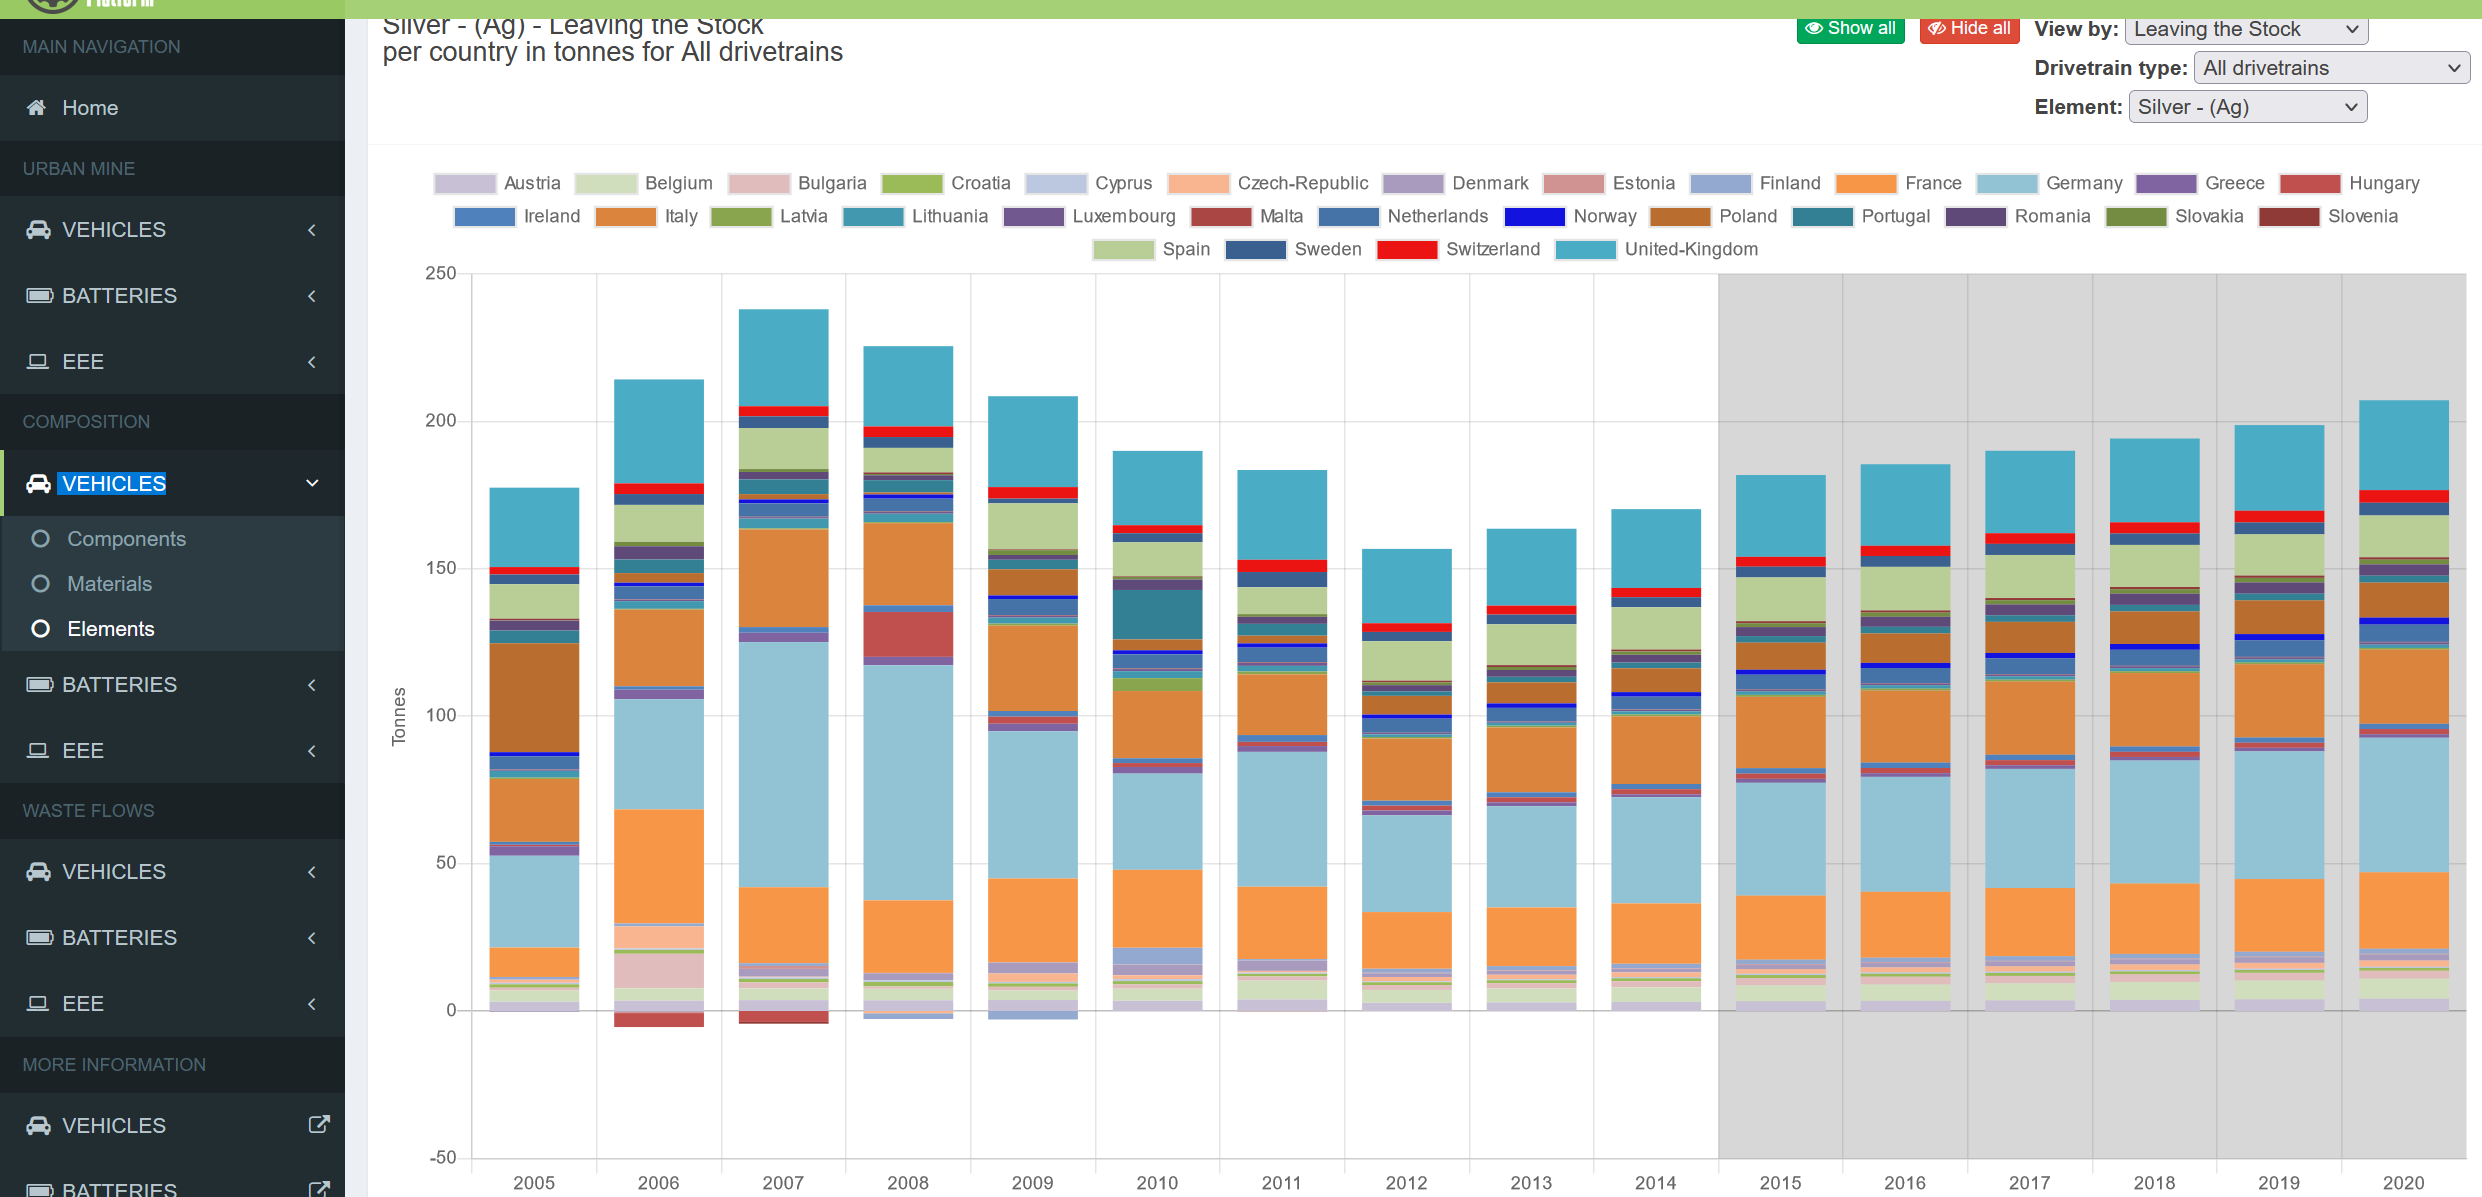 Platform
MAIN NAVIGATION
Home
URBAN MINE
VEHICLES
BATTERIES
EEE
COMPOSITION
VEHICLES
Components
Materials
Elements
BATTERIES
EEE
WASTE FLOWS
VEHICLES
BATTERIES
EEE
MORE INFORMATION
VEHICLES
BATTERIES
Silver - (Ag) - Leaving the Stock
per country in tonnes for All drivetrains
Show all Hide all View by: Leaving the Stock
Drivetrain type: All drivetrains
Element: Silver - (Ag)
Austria Belgium Bulgaria Croatia Cyprus Czech-Republic Denmark Estonia Finland France Germany Greece Hungary
Ireland Italy Latvia Lithuania Luxembourg Malta Netherlands Norway Poland Portugal Romania Slovakia Slovenia
Spain Sweden Switzerland United-Kingdom
250
200
150
100
50
0
-50
Tonnes
2005 2006 2007 2008 2009 2010 2011 2012 2013 2014 2015 2016 2017 2018 2019 2020